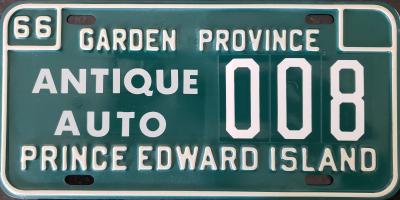 66
GARDEN PROVINCE
ANTIQUE
AUTO
008
PRINCE EDWARD ISLAND